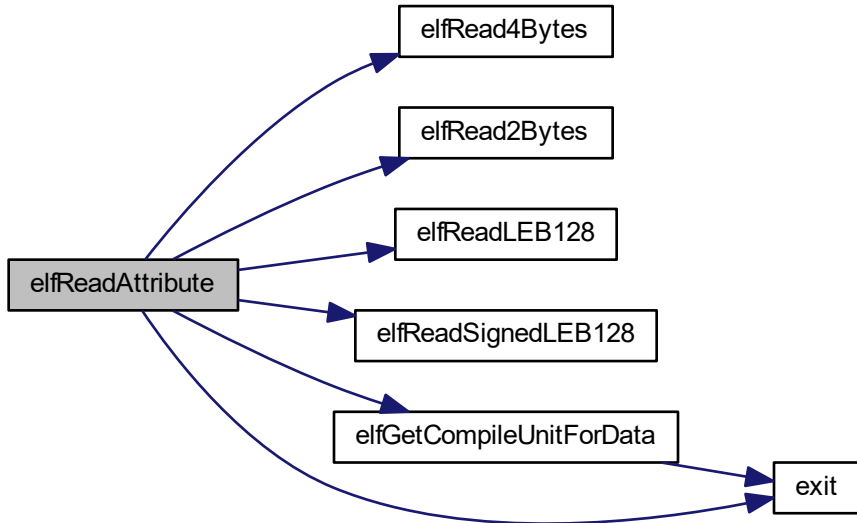 elfRead4Bytes
elfRead2Bytes
elfReadLEB128
elfReadAttribute
elfReadSignedLEB128
elfGetCompileUnitForData
exit